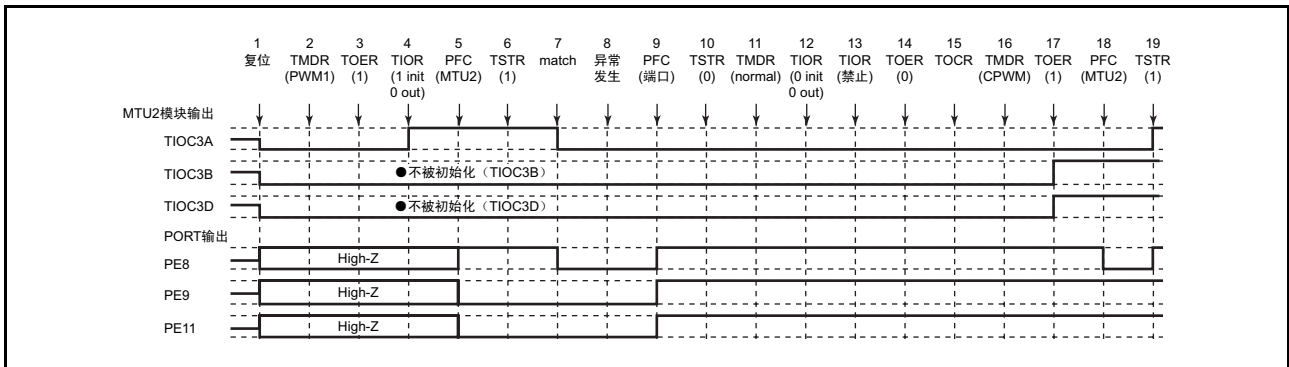 1 2 3 4 5 6 7 8 9 10 11 12 13 14 15 16 17 18 19
复位 TMDR TOER TIOR PFC TSTR match 异常 PFC TSTR TMDR TIOR TIOR TOER TOCR TMDR TOER PFC TSTR
(PWM1) (1) (1 init (MTU2) (1) 发生 (端口) (0) (normal) (0 init (禁止) (0) (CPWM) (1) (MTU2) (1)
0 out) 0 out)
MTU2模块输出
TIOC3A
TIOC3B ●不被初始化（TIOC3B）
TIOC3D ●不被初始化（TIOC3D）
PORT输出
PE8 High-Z
PE9 High-Z
PE11 High-Z